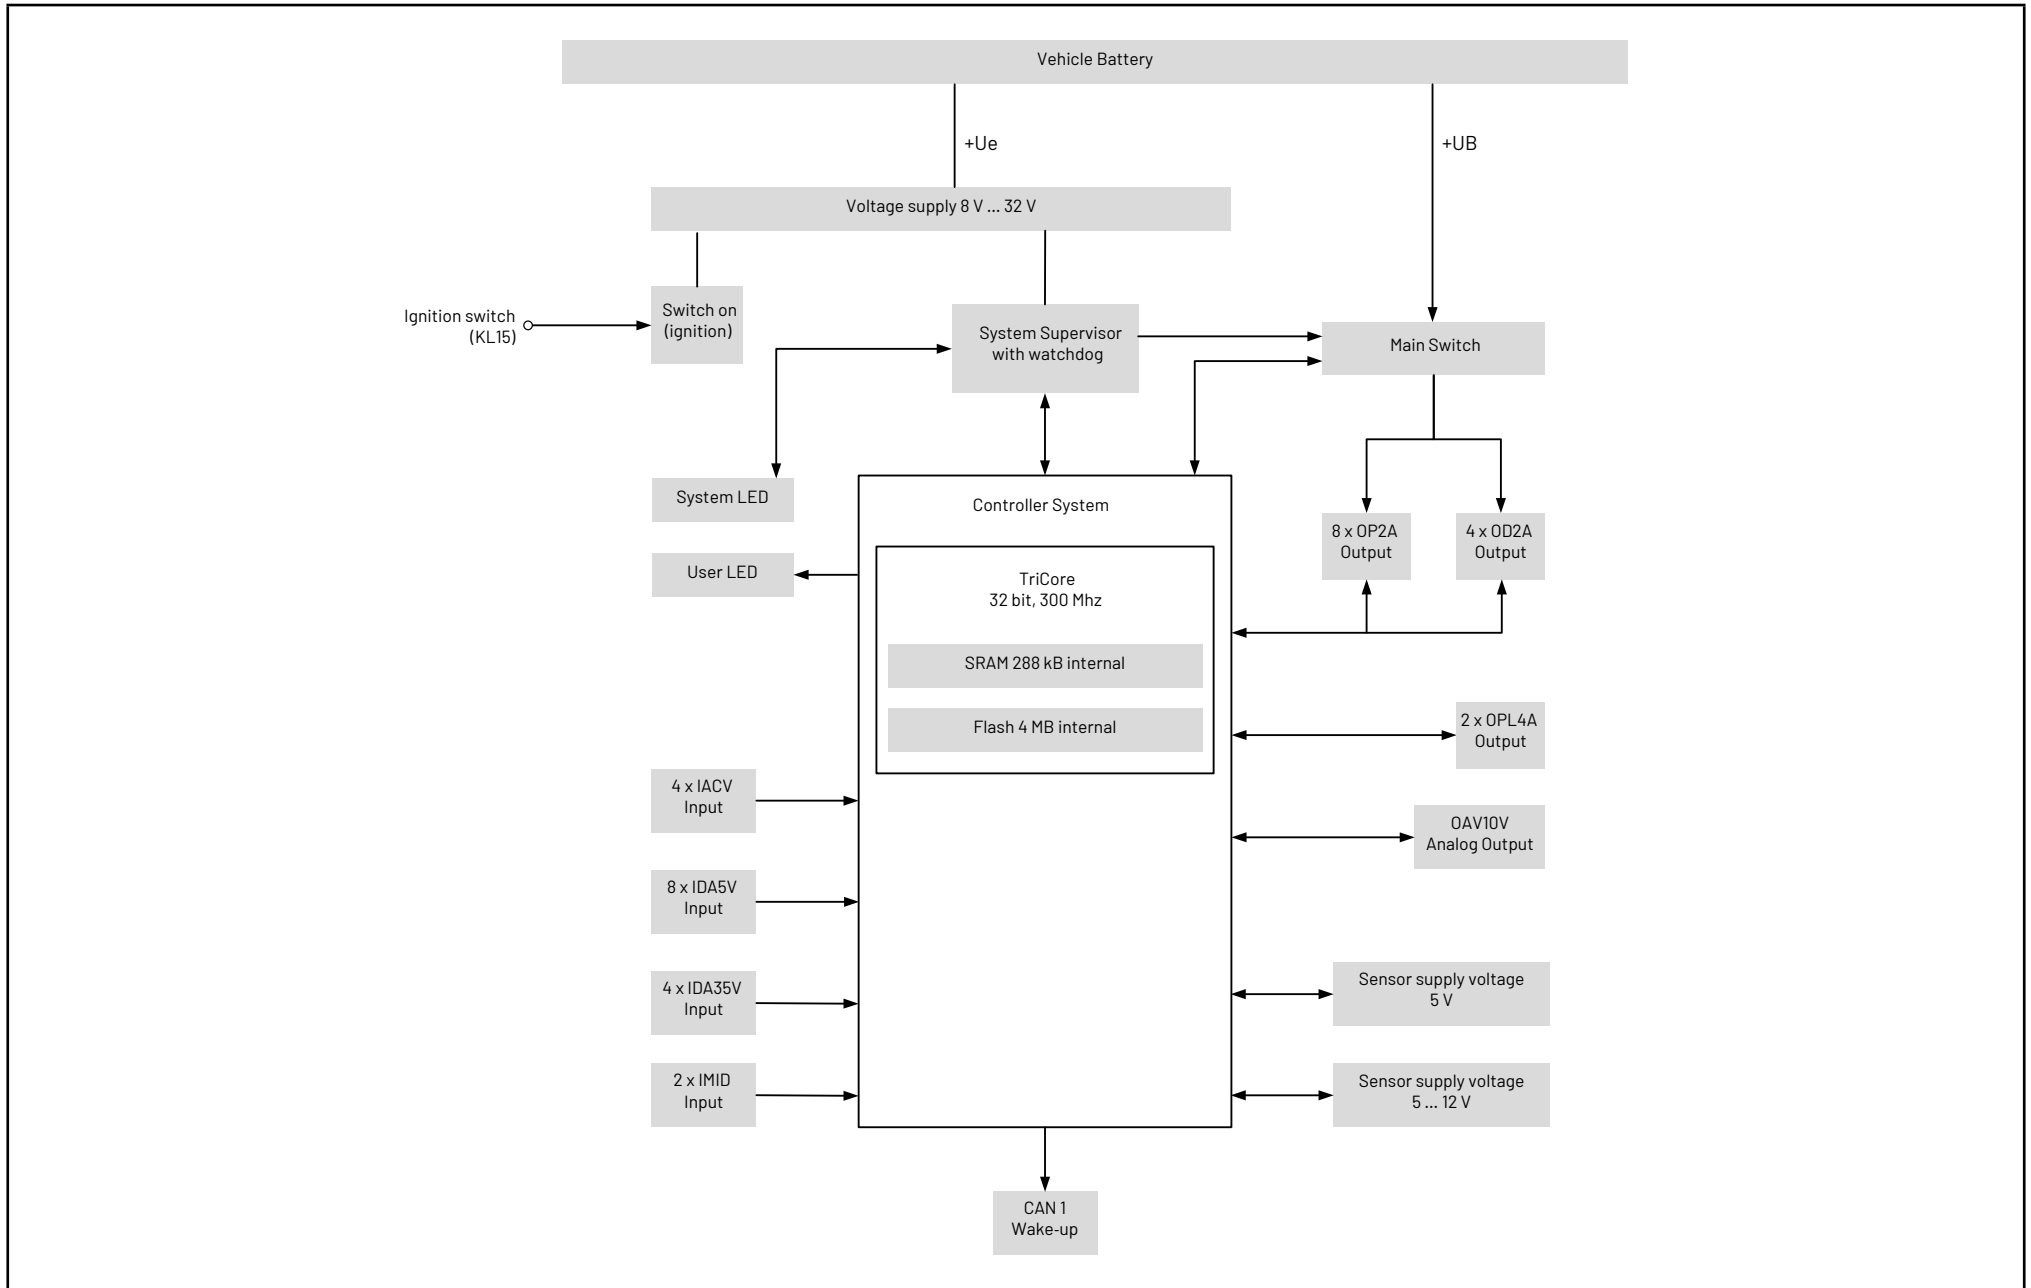 Vehicle Battery
+Ue
+UB
Voltage supply 8 V ... 32 V
Ignition switch
(KL15)
Switch on
(ignition)
System Supervisor
with watchdog
Main Switch
System LED
Controller System
8 x OP2A
Output
4 x OD2A
Output
User LED
TriCore
32 bit, 300 Mhz
SRAM 288 kB internal
Flash 4 MB internal
2 x OPL4A
Output
4 x IACV
Input
OAV10V
Analog Output
8 x IDA5V
Input
4 x IDA35V
Input
Sensor supply voltage
5 V
2 x IMID
Input
Sensor supply voltage
5 ... 12 V
CAN 1
Wake-up